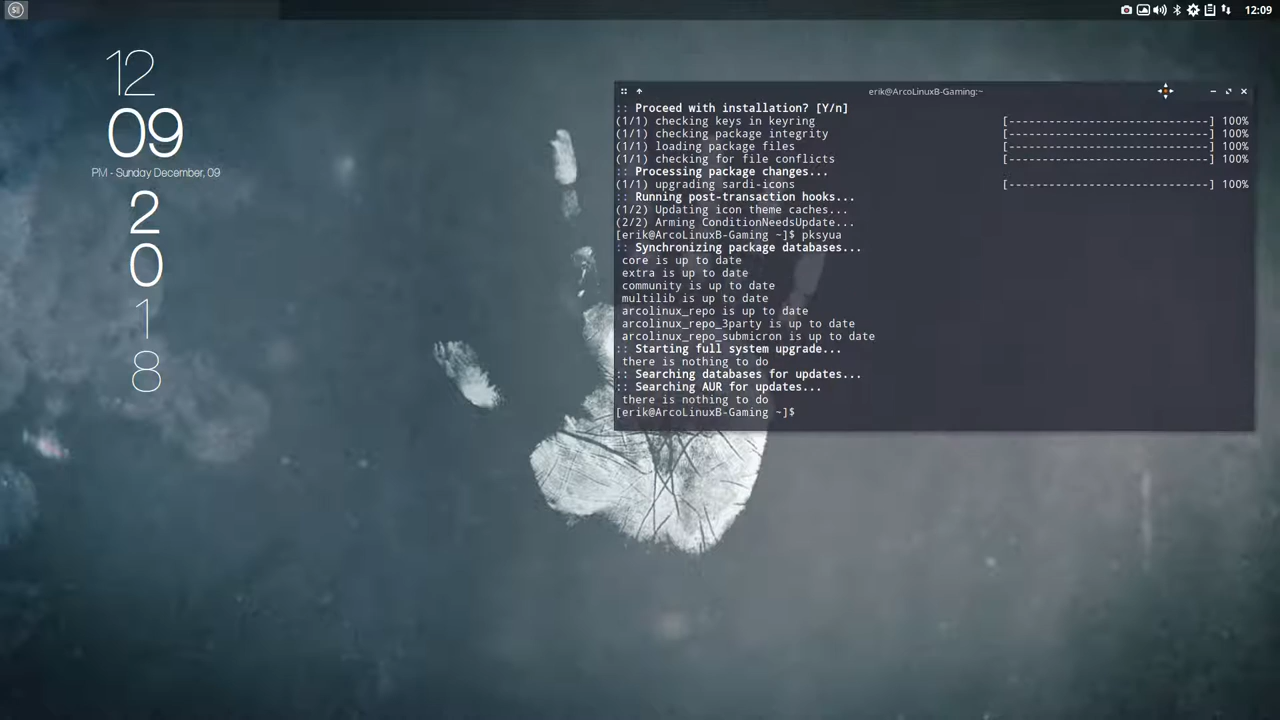 12:09
12
09
PM - Sunday December, 09
2
0
1
8
erik@ArcoLinuxB-Gaming:~
:: Proceed with installation? [Y/n]
(1/1) checking keys in keyring [--------------------------------] 100%
(1/1) checking package integrity [--------------------------------] 100%
(1/1) loading package files [--------------------------------] 100%
(1/1) checking for file conflicts [--------------------------------] 100%
:: Processing package changes...
(1/1) upgrading sardi-icons [--------------------------------] 100%
:: Running post-transaction hooks...
(1/2) Updating icon theme caches...
(2/2) Arming ConditionNeedsUpdate...
[erik@ArcoLinuxB-Gaming ~]$ pksyua
:: Synchronizing package databases...
core is up to date
extra is up to date
community is up to date
multilib is up to date
arcolinux_repo is up to date
arcolinux_repo_3party is up to date
arcolinux_repo_submicron is up to date
:: Starting full system upgrade...
there is nothing to do
:: Searching databases for updates...
:: Searching AUR for updates...
there is nothing to do
[erik@ArcoLinuxB-Gaming ~]$